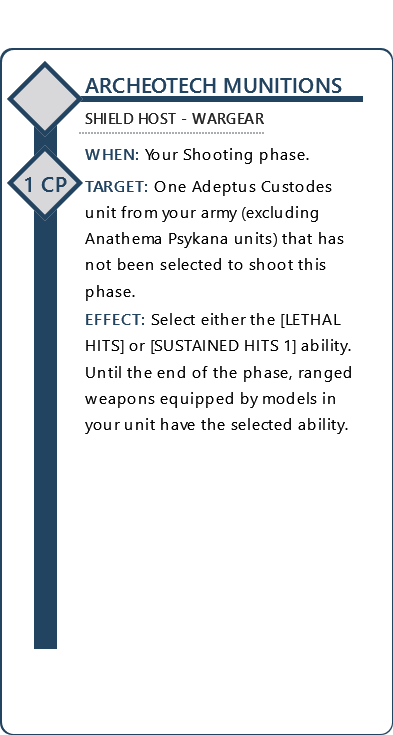 ARCHEOTECH MUNITIONS
SHIELD HOST - WARGEAR
WHEN: Your Shooting phase.
1 CP
TARGET: One Adeptus Custodes
unit from your army (excluding
Anathema Psykana units) that has
not been selected to shoot this
phase.
EFFECT: Select either the [LETHAL
HITS] or [SUSTAINED HITS 1] ability.
Until the end of the phase, ranged
weapons equipped by models in
your unit have the selected ability.